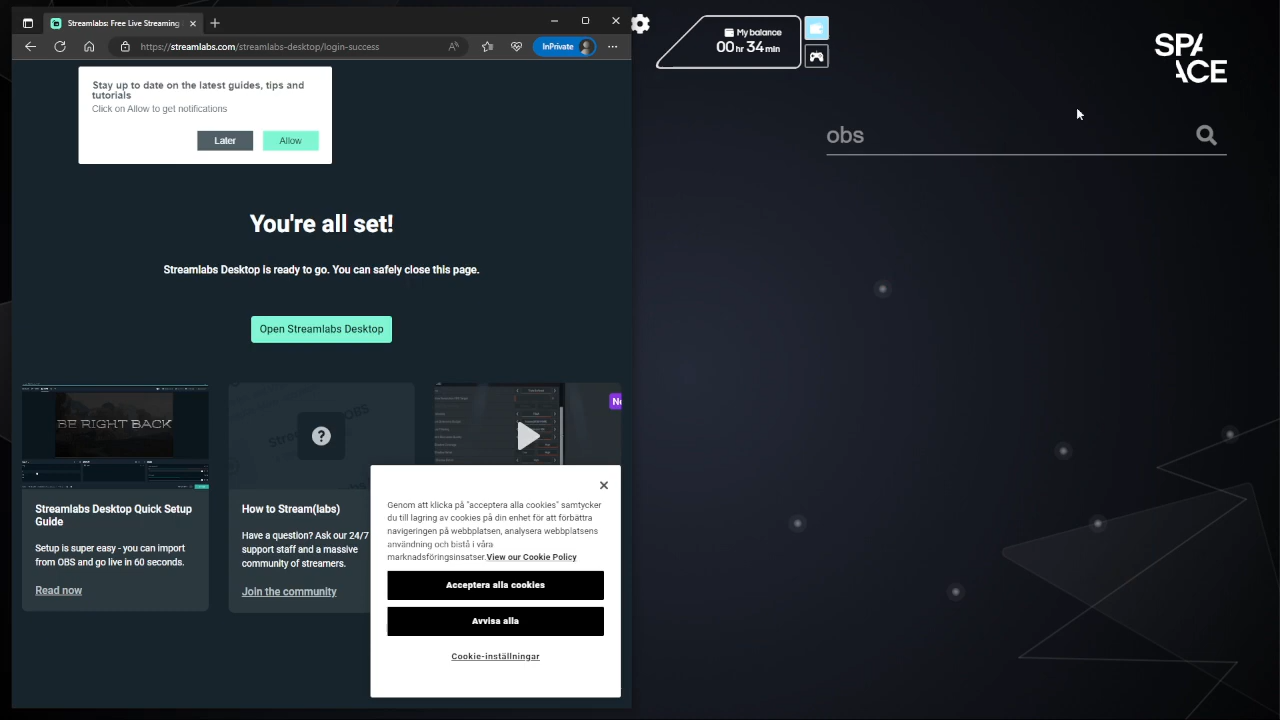 Streamlabs: Free Live Streaming
https://streamlabs.com/streamlabs-desktop/login-success
InPrivate
Stay up to date on the latest guides, tips and
tutorials
Click on Allow to get notifications
Later
Allow
You're all set!
Streamlabs Desktop is ready to go. You can safely close this page.
Open Streamlabs Desktop
BE RIGHT BACK
Streamlabs Desktop Quick Setup
Guide
Setup is super easy - you can import
from OBS and go live in 60 seconds.
Read now
How to Stream(labs)
Have a question? Ask our 24/7
support staff and a massive
community of streamers.
Join the community
Genom att klicka på "acceptera alla cookies" samtycker
du till lagring av cookies på din enhet för att förbättra
navigeringen på webbplatsen, analysera webbplatsens
användning och bistå i våra
marknadsföringsinsatser.View our Cookie Policy
Acceptera alla cookies
Avvisa alla
Cookie-inställningar
My balance
00 hr 34 min
SPA
ACE
obs